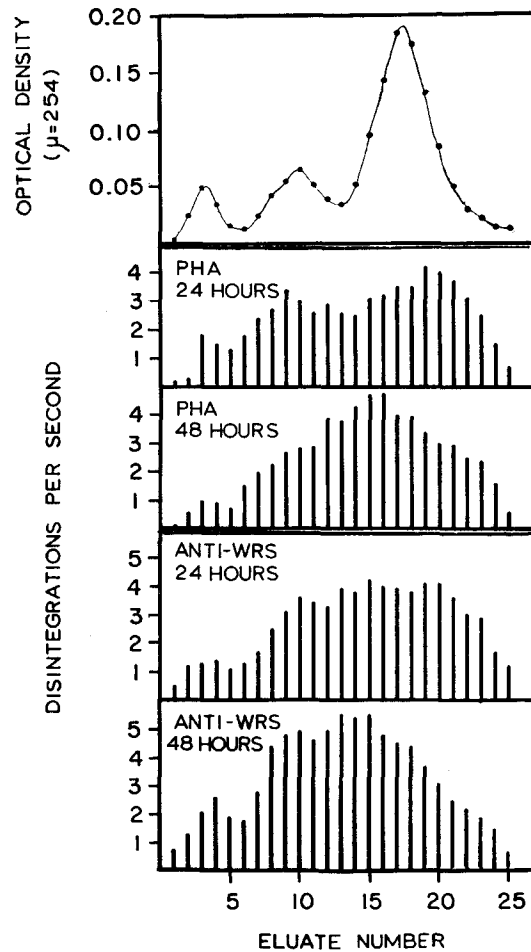 OPTICAL DENSITY
(μ=254)
0.20
0.15
0.10
0.05
DISINTEGRATIONS PER SECOND
PHA
24 HOURS
4
3
2
1
PHA
48 HOURS
4
3
2
1
ANTI-WRS
24 HOURS
5
4
3
2
1
ANTI-WRS
48 HOURS
5
4
3
2
1
5 10 15 20 25
ELUATE NUMBER